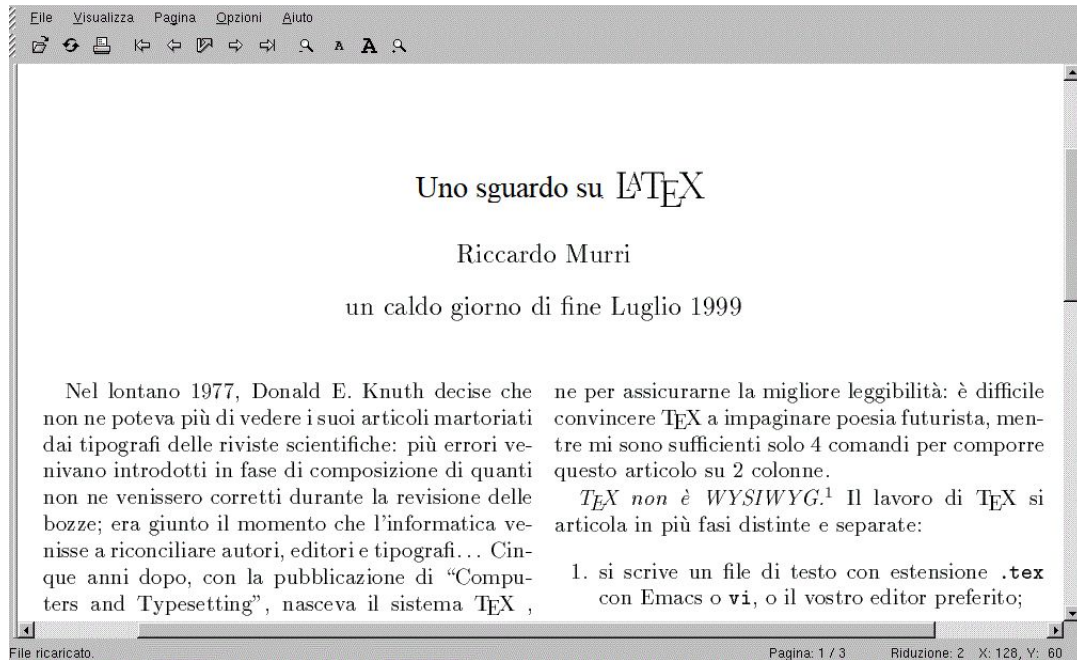 File Visualizza Pagina Opzioni Aiuto
A A
Uno sguardo su LATEX
Riccardo Murri
un caldo giorno di fine Luglio 1999
Nel lontano 1977, Donald E. Knuth decise che
non ne poteva più di vedere i suoi articoli martoriati
dai tipografi delle riviste scientifiche: più errori ve-
nivano introdotti in fase di composizione di quanti
non ne venissero corretti durante la revisione delle
bozze; era giunto il momento che l'informatica ve-
nisse a riconciliare autori, editori e tipografi... Cin-
que anni dopo, con la pubblicazione di “Compu-
ters and Typesetting”, nasceva il sistema TEX ,
ne per assicurarne la migliore leggibilità: è difficile
convincere TEX a impaginare poesia futurista, men-
tre mi sono sufficienti solo 4 comandi per comporre
questo articolo su 2 colonne.
TEX non è WYSIWYG.¹ Il lavoro di TEX si
articola in più fasi distinte e separate:
1. si scrive un file di testo con estensione .tex
con Emacs o vi, o il vostro editor preferito;
File ricaricato.
Pagina: 1 / 3 Riduzione: 2 X: 128, Y: 60